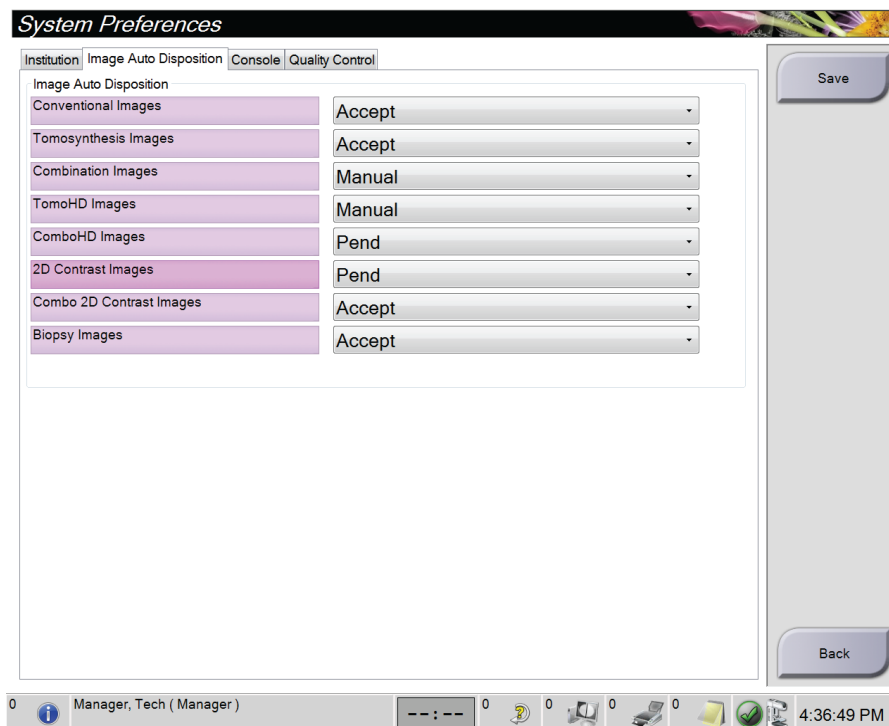 System Preferences
Institution Image Auto Disposition Console Quality Control
Save
Image Auto Disposition
Conventional Images Accept
Tomosynthesis Images Accept
Combination Images Manual
TomoHD Images Manual
ComboHD Images Pend
2D Contrast Images Pend
Combo 2D Contrast Images Accept
Biopsy Images Accept
Back
0 Manager, Tech ( Manager ) --:-- 0 0 0 0 4:36:49 PM